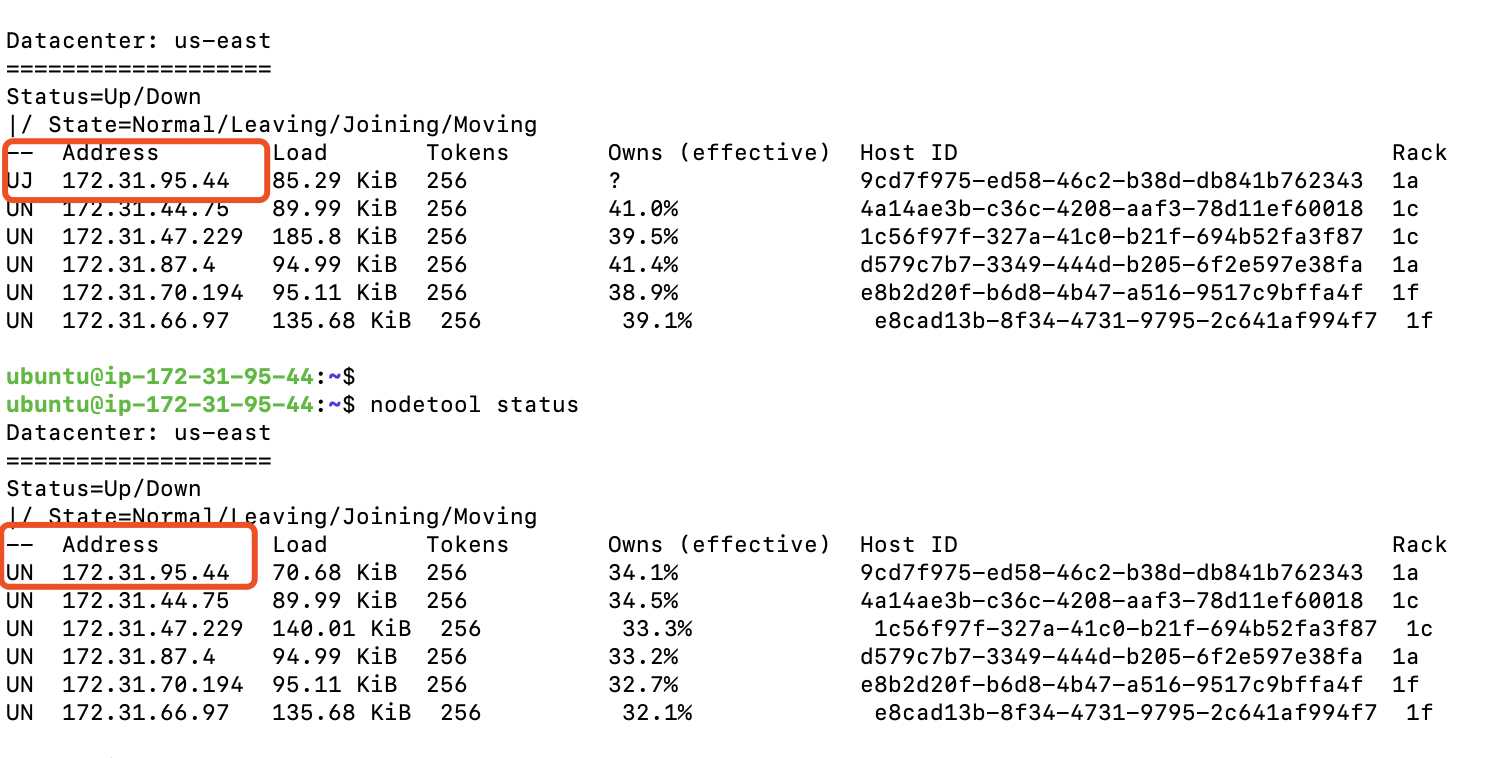 Datacenter: us-east
===================
Status=Up/Down
|/ State=Normal/Leaving/Joining/Moving
--  Address         Load       Tokens       Owns (effective)  Host ID                               Rack
UJ  172.31.95.44   85.29 KiB  256          ?                 9cd7f975-ed58-46c2-b38d-db841b762343  1a
UN  172.31.44.75   89.99 KiB  256          41.0%             4a14ae3b-c36c-4208-aaf3-78d11ef60018  1c
UN  172.31.47.229  185.8 KiB  256          39.5%             1c56f97f-327a-41c0-b21f-694b52fa3f87  1c
UN  172.31.87.4    94.99 KiB  256          41.4%             d579c7b7-3349-444d-b205-6f2e597e38fa  1a
UN  172.31.70.194  95.11 KiB  256          38.9%             e8b2d20f-b6d8-4b47-a516-9517c9bffa4f  1f
UN  172.31.66.97   135.68 KiB  256          39.1%             e8cad13b-8f34-4731-9795-2c641af994f7  1f
ubuntu@ip-172-31-95-44:~$
ubuntu@ip-172-31-95-44:~$ nodetool status
Datacenter: us-east
===================
Status=Up/Down
|/ State=Normal/Leaving/Joining/Moving
--  Address         Load       Tokens       Owns (effective)  Host ID                               Rack
UN  172.31.95.44   70.68 KiB  256          34.1%             9cd7f975-ed58-46c2-b38d-db841b762343  1a
UN  172.31.44.75   89.99 KiB  256          34.5%             4a14ae3b-c36c-4208-aaf3-78d11ef60018  1c
UN  172.31.47.229  140.01 KiB  256          33.3%             1c56f97f-327a-41c0-b21f-694b52fa3f87  1c
UN  172.31.87.4    94.99 KiB  256          33.2%             d579c7b7-3349-444d-b205-6f2e597e38fa  1a
UN  172.31.70.194  95.11 KiB  256          32.7%             e8b2d20f-b6d8-4b47-a516-9517c9bffa4f  1f
UN  172.31.66.97   135.68 KiB  256          32.1%             e8cad13b-8f34-4731-9795-2c641af994f7  1f